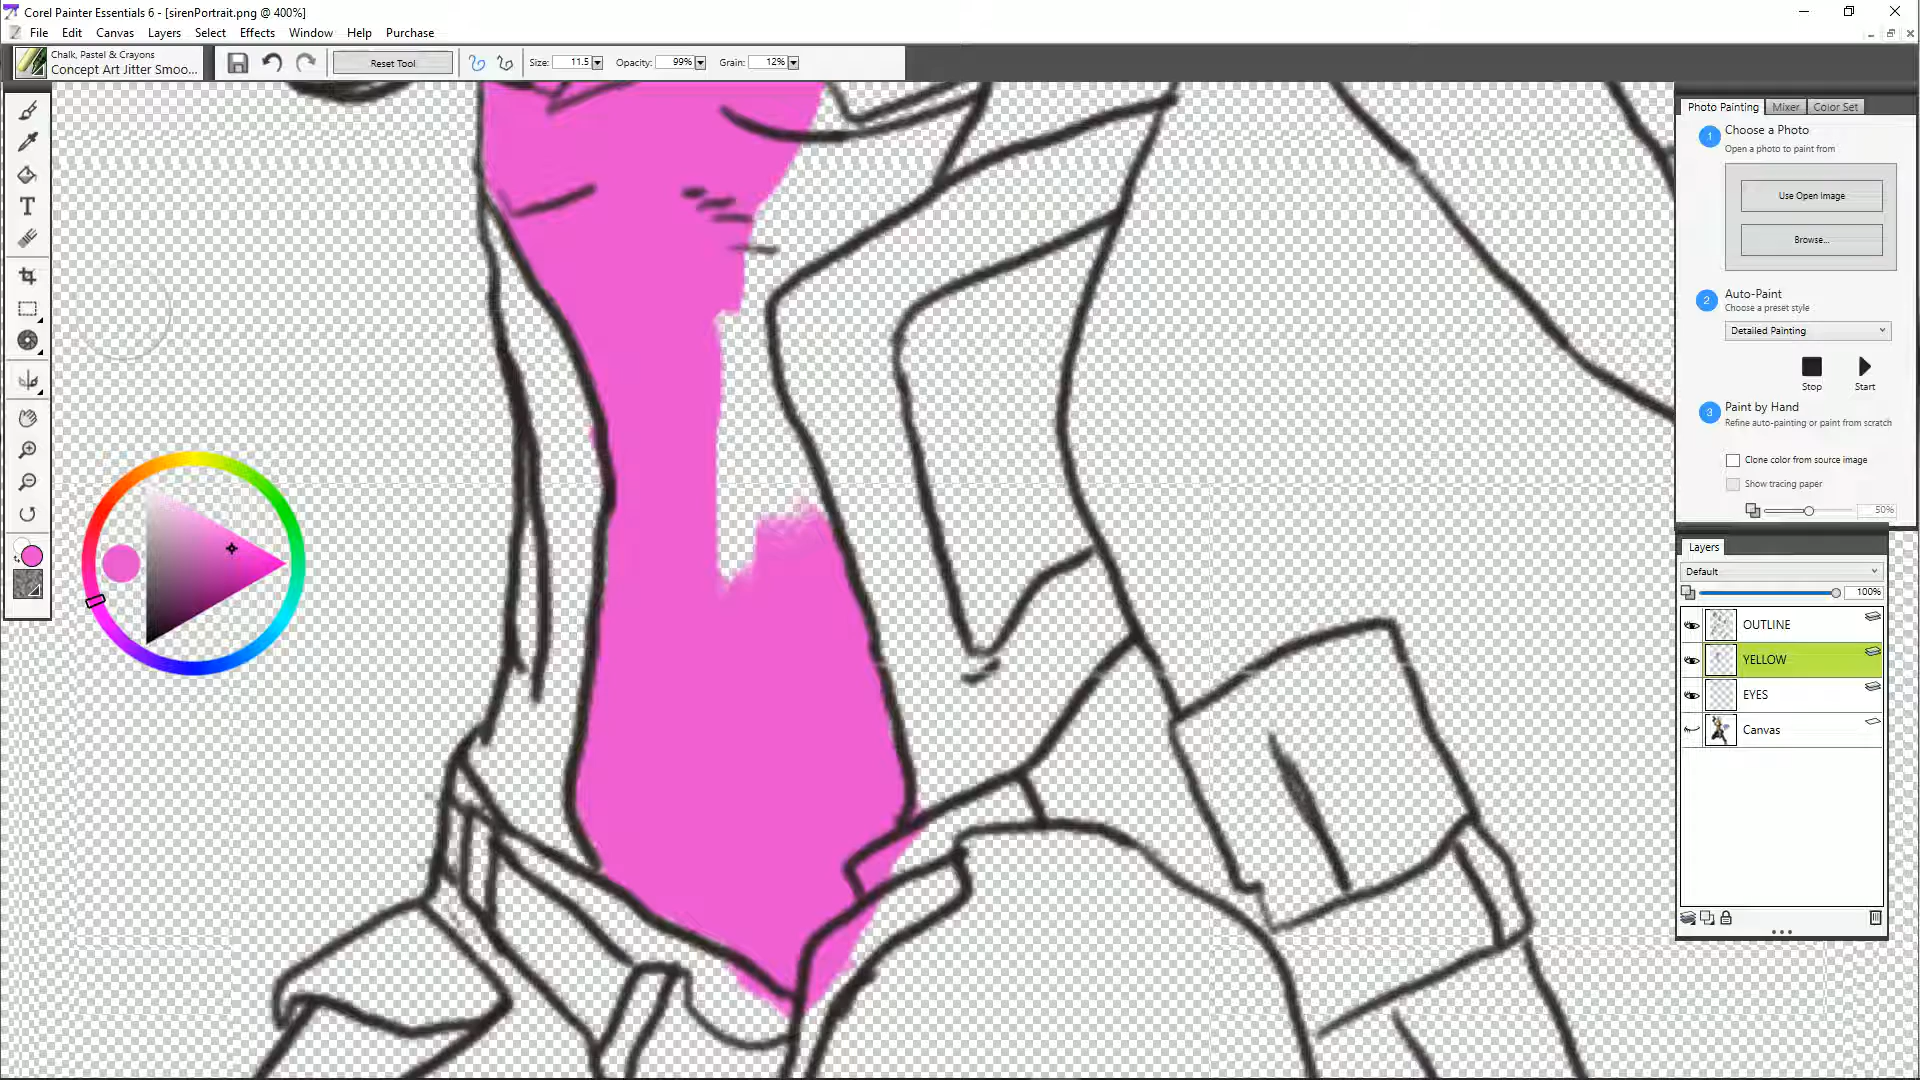 Corel Painter Essentials 6 - [sirenPortrait.png @ 400%]
File Edit Canvas Layers Select Effects Window Help Purchase
Chalk, Pastel & Crayons
Concept Art Jitter Smoo...
Reset Tool
Size: 11.5 Opacity: 99% Grain: 12%
Photo Painting Mixer Color Set
1 Choose a Photo
Open a photo to paint from
Use Open Image
Browse...
2 Auto-Paint
Choose a preset style
Detailed Painting
Stop Start
3 Paint by Hand
Refine auto-painting or paint from scratch
Clone color from source image
Show tracing paper
50%
Layers
Default
100%
OUTLINE
YELLOW
EYES
Canvas